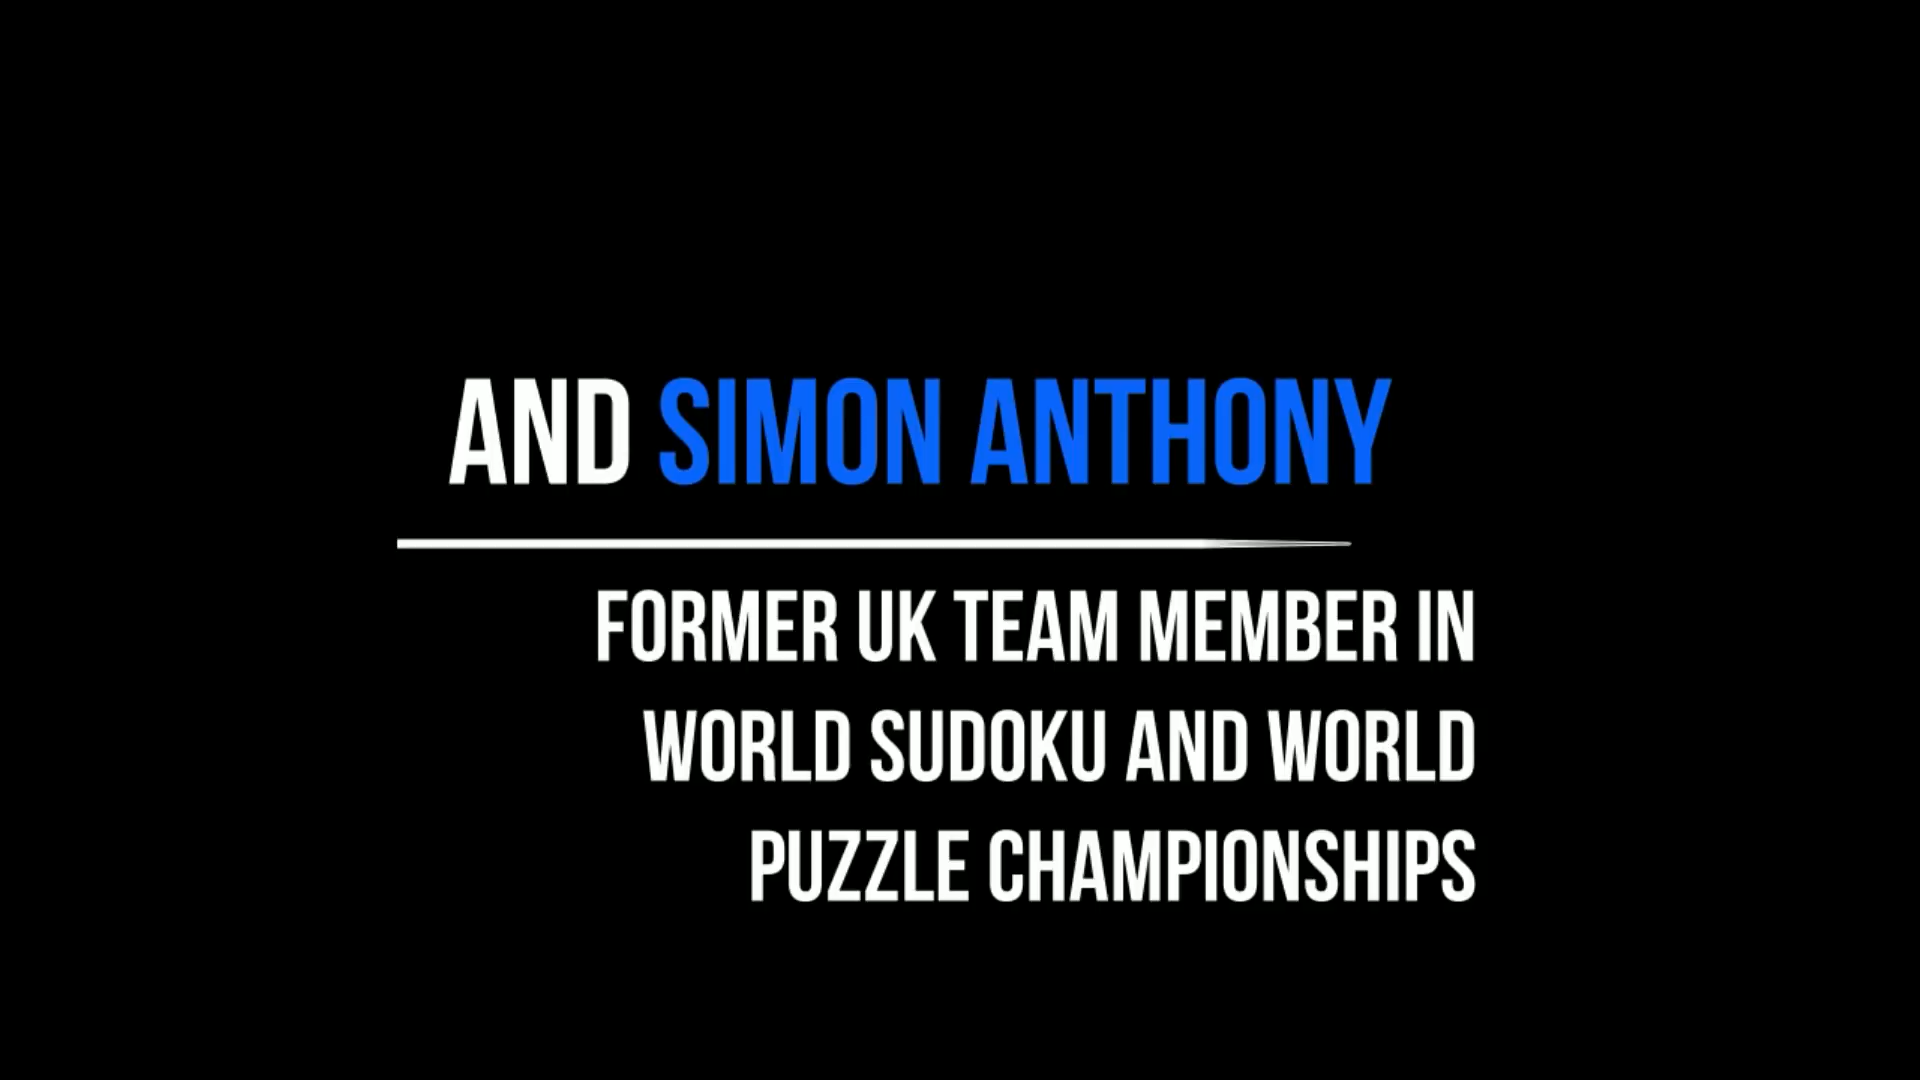 AND SIMON ANTHONY
FORMER UK TEAM MEMBER IN
WORLD SUDOKU AND WORLD
PUZZLE CHAMPIONSHIPS